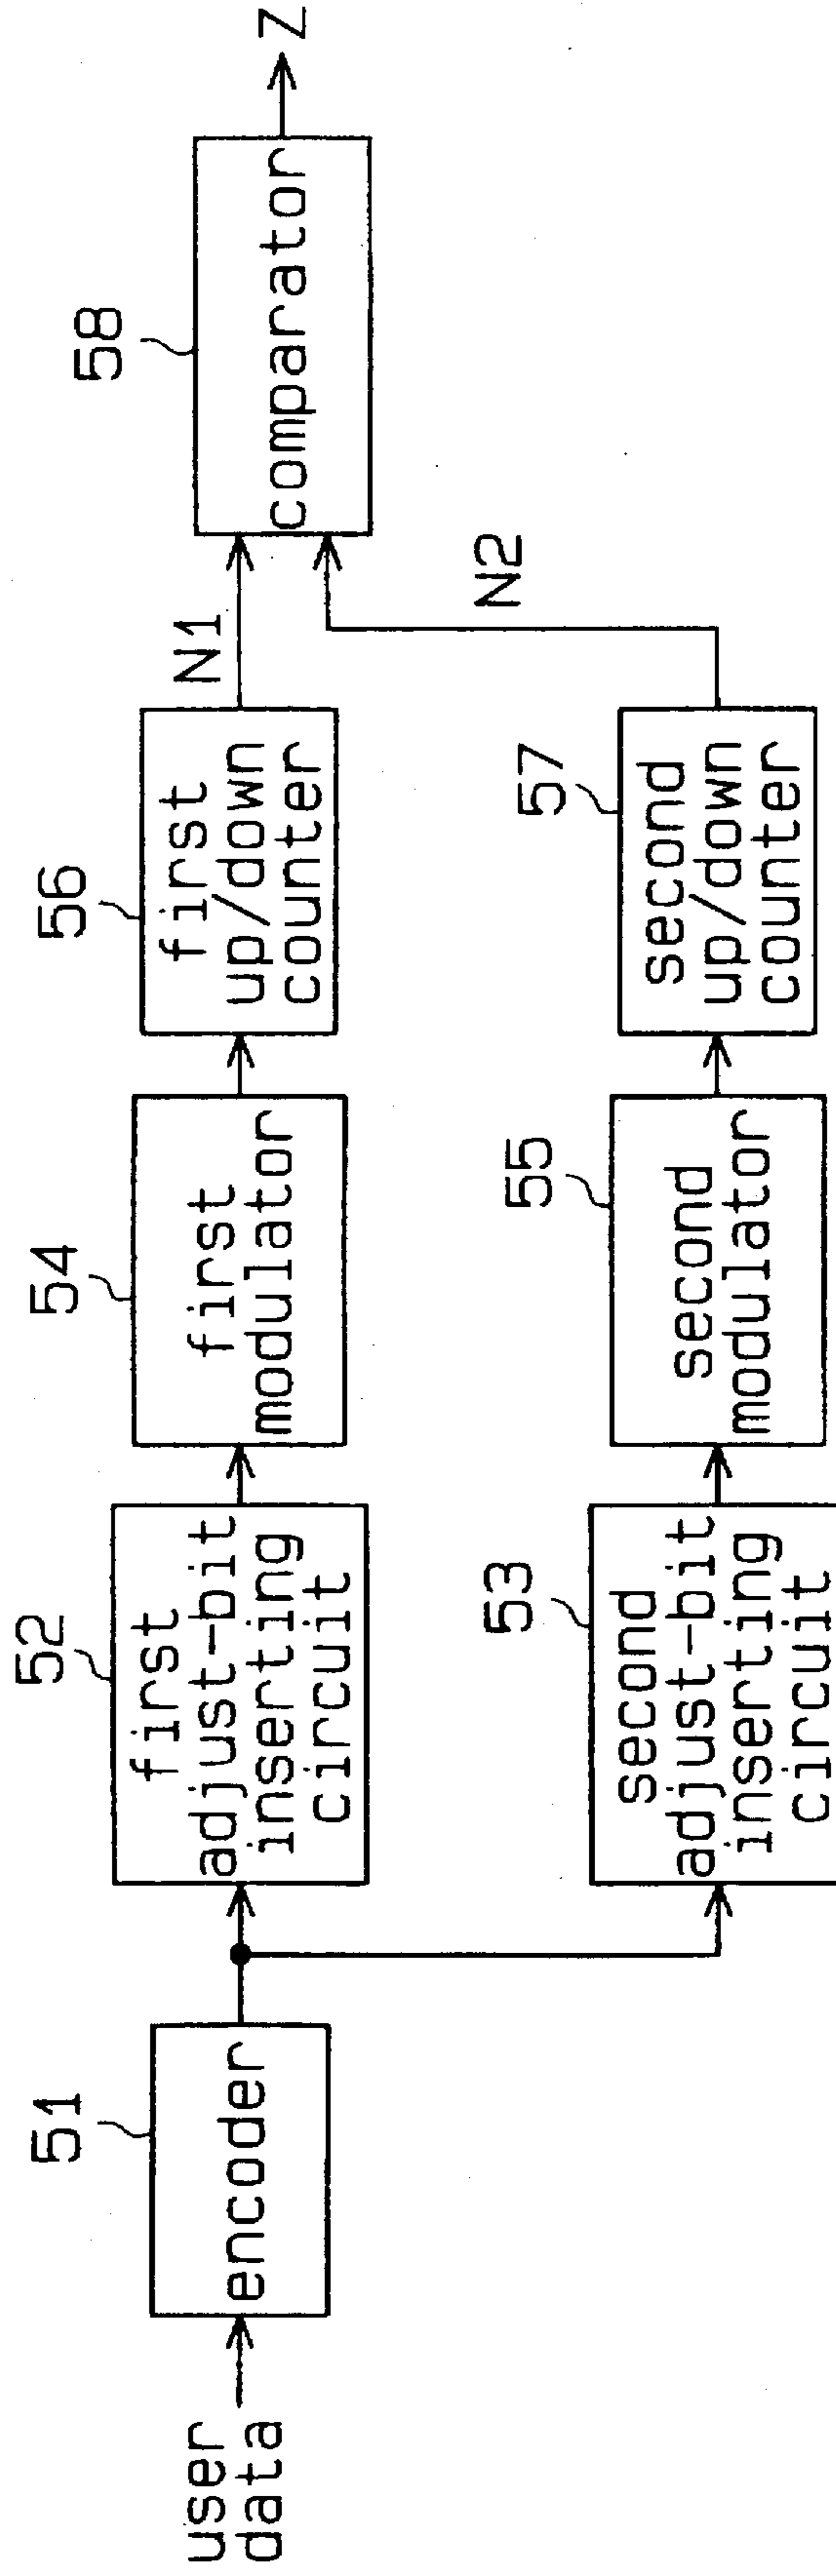 user
data
51
encoder
52
first
adjust-bit
inserting
circuit
54
first
modulator
56
first
up/down
counter
N1
58
comparator
Z
53
second
adjust-bit
inserting
circuit
55
second
modulator
57
second
up/down
counter
N2